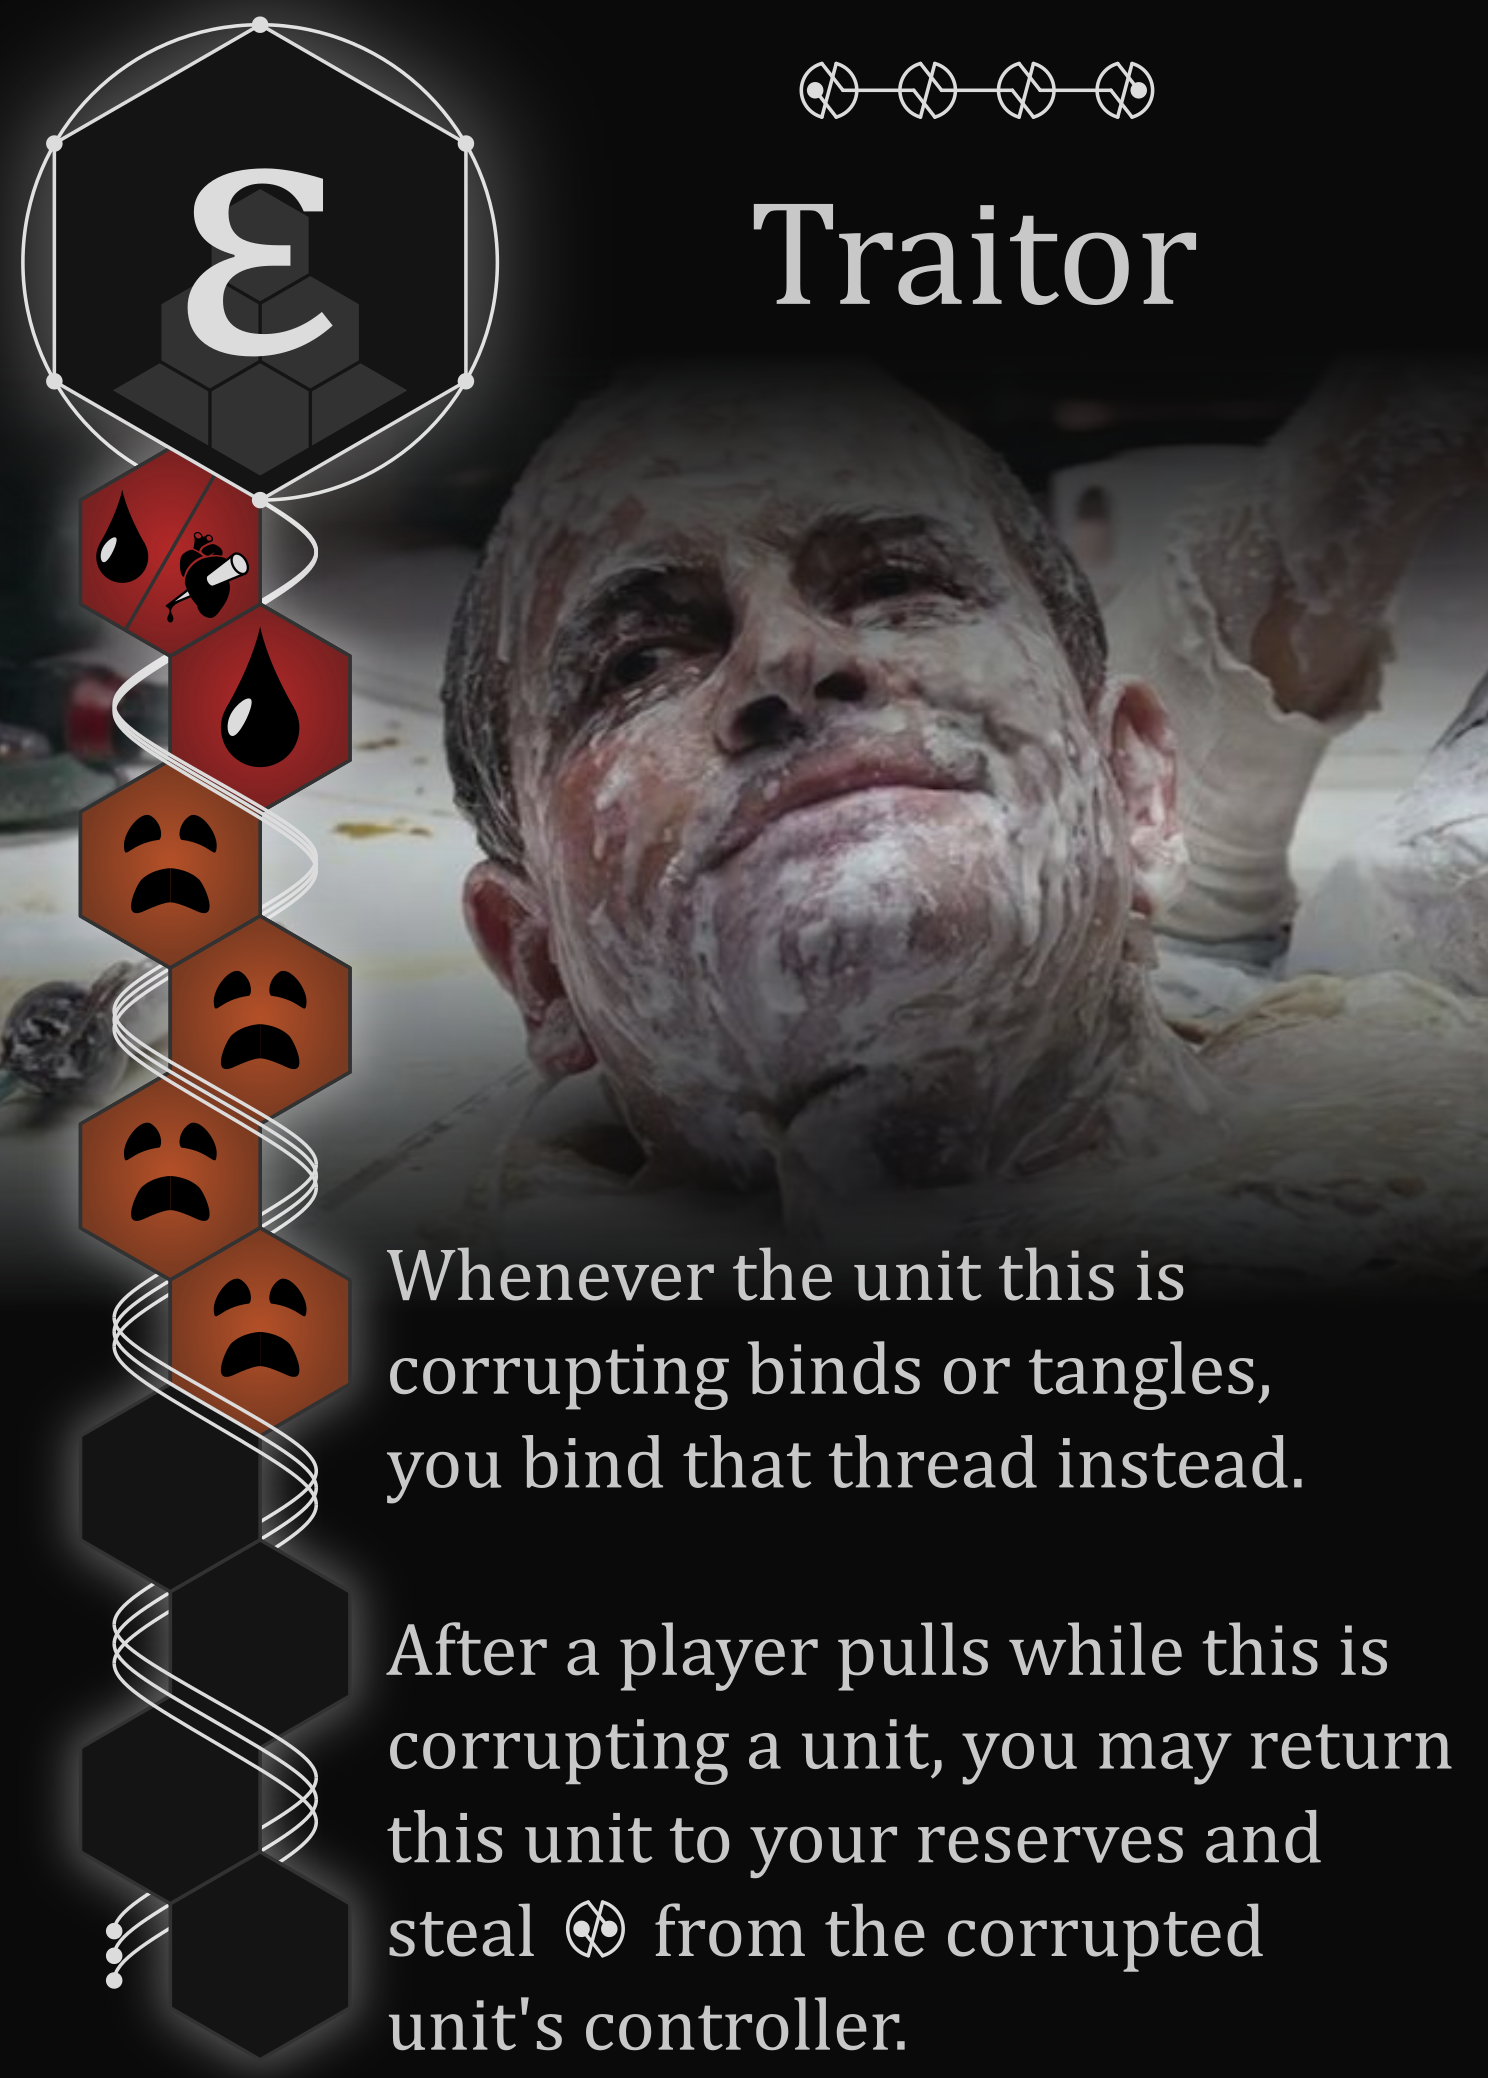 ε
Traitor
Whenever the unit this is
corrupting binds or tangles,
you bind that thread instead.
After a player pulls while this is
corrupting a unit, you may return
this unit to your reserves and
steal from the corrupted
unit's controller.